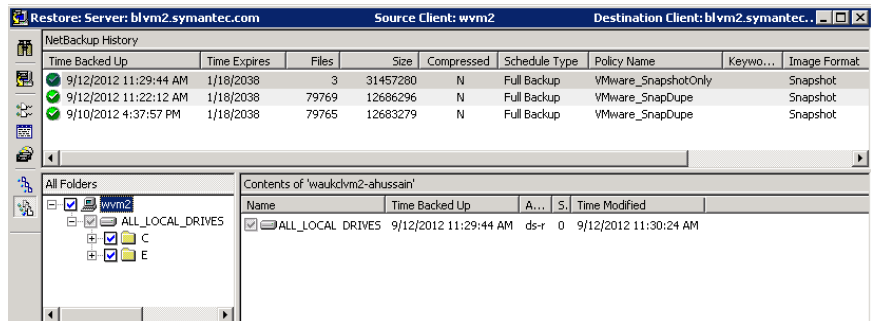 Restore: Server: blvm2.symantec.com Source Client: wvm2 Destination Client: blvm2.symantec..
NetBackup History
Time Backed Up Time Expires Files Size Compressed Schedule Type Policy Name Keywo... Image Format
9/12/2012 11:29:44 AM 1/18/2038 3 31457280 N Full Backup VMware_SnapshotOnly Snapshot
9/12/2012 11:22:12 AM 1/18/2038 79769 12686296 N Full Backup VMware_SnapDupe Snapshot
9/10/2012 4:37:57 PM 1/18/2038 79765 12683279 N Full Backup VMware_SnapDupe Snapshot
All Folders
wvm2
ALL_LOCAL_DRIVES
C
E
Contents of 'waukclvm2-ahussain'
Name Time Backed Up A... S. Time Modified
ALL_LOCAL DRIVES 9/12/2012 11:29:44 AM ds-r 0 9/12/2012 11:30:24 AM